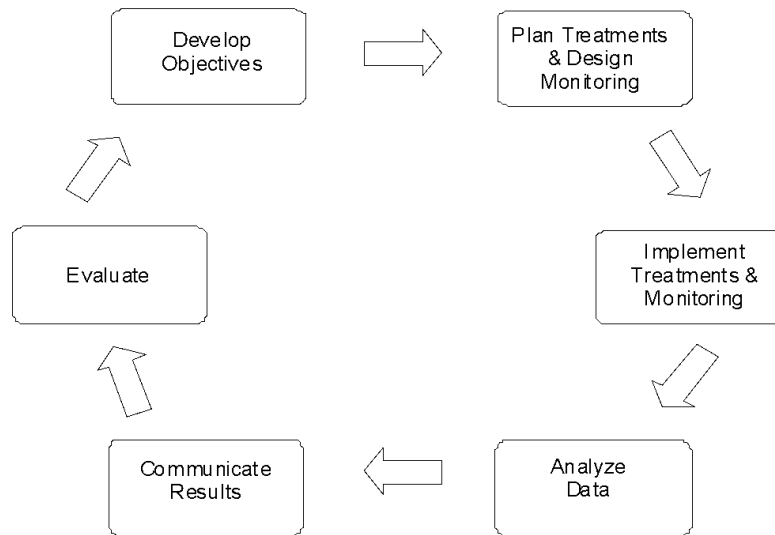 Develop
Objectives
Plan Treatments
& Design
Monitoring
Implement
Treatments &
Monitoring
Analyze
Data
Communicate
Results
Evaluate